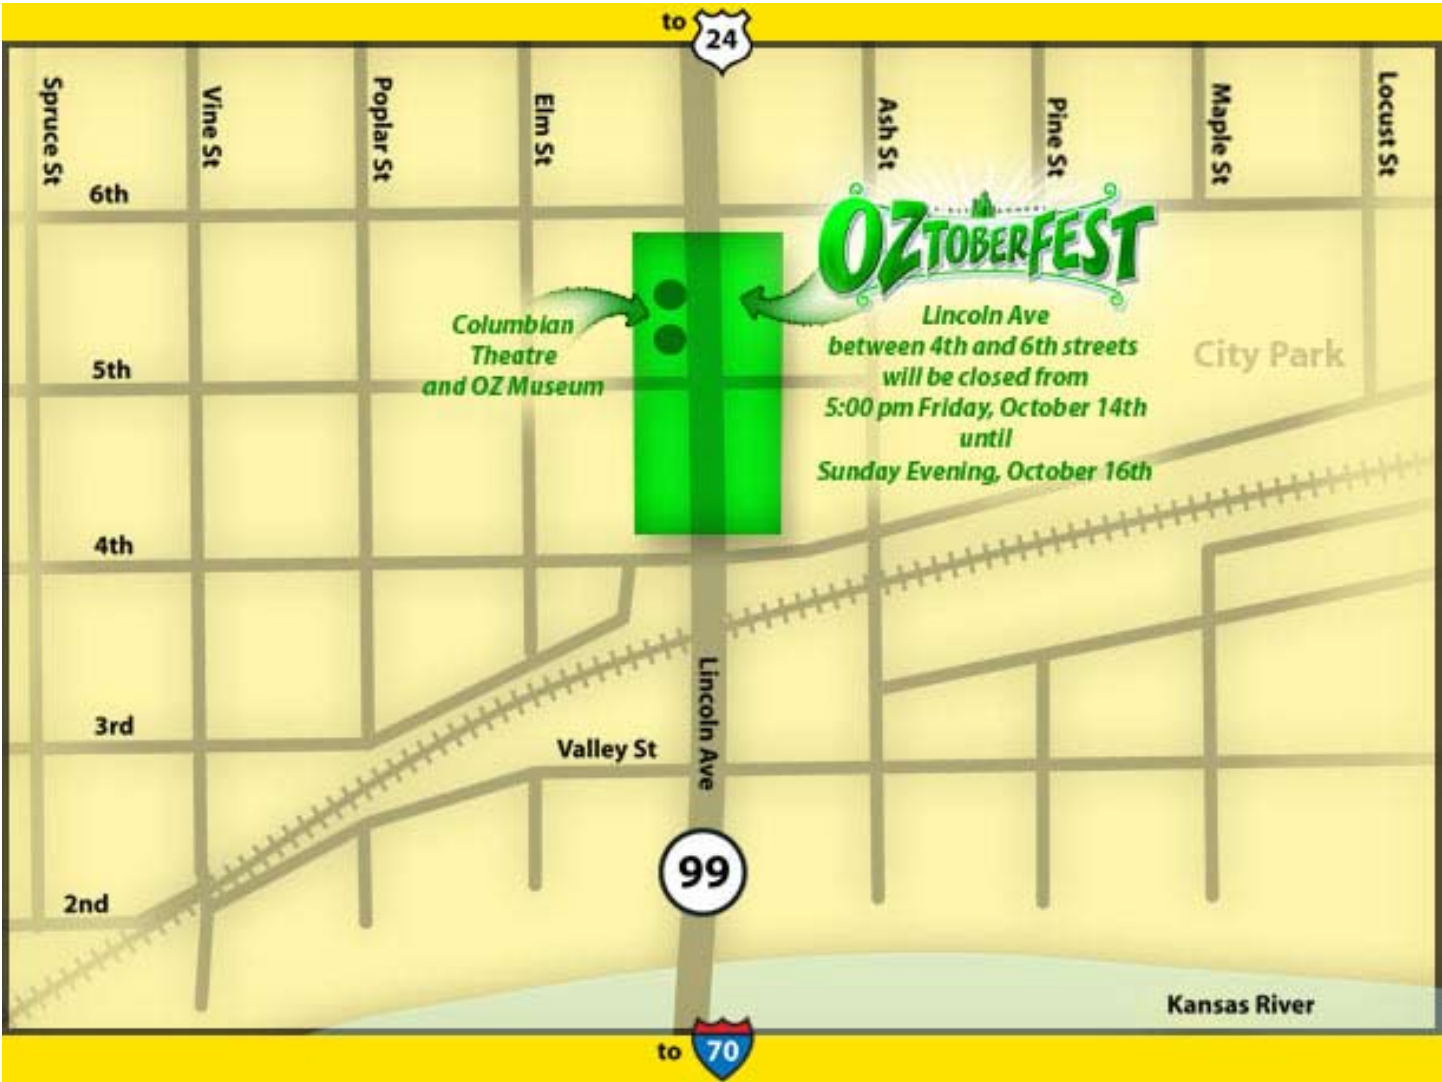 to 24
Spruce St
Vine St
Poplar St
Elm St
Ash St
Pine St
Maple St
Locust St
6th
OZTOBERFEST
Columbian
Theatre
and OZ Museum
Lincoln Ave
between 4th and 6th streets
will be closed from
5:00 pm Friday, October 14th
until
Sunday Evening, October 16th
City Park
5th
4th
3rd
Valley St
Lincoln Ave
99
2nd
Kansas River
to 70